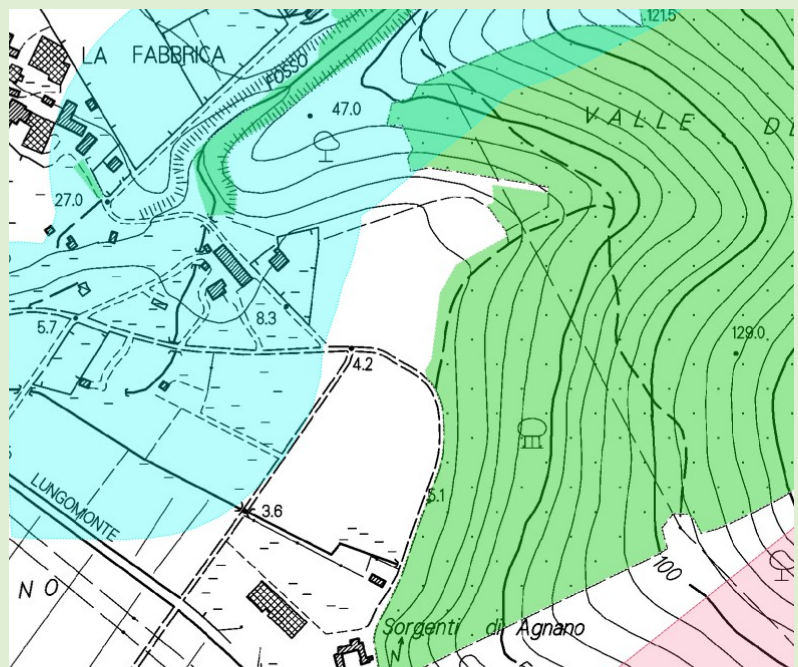 121.5
LA FABBRICA
FOSSO
47.0
VALLE D
27.0
8.3
5.7
129.0
4.2
5.1
LUNGOMONTE
3.6
NO
100
Sorgenti di Agnano
N